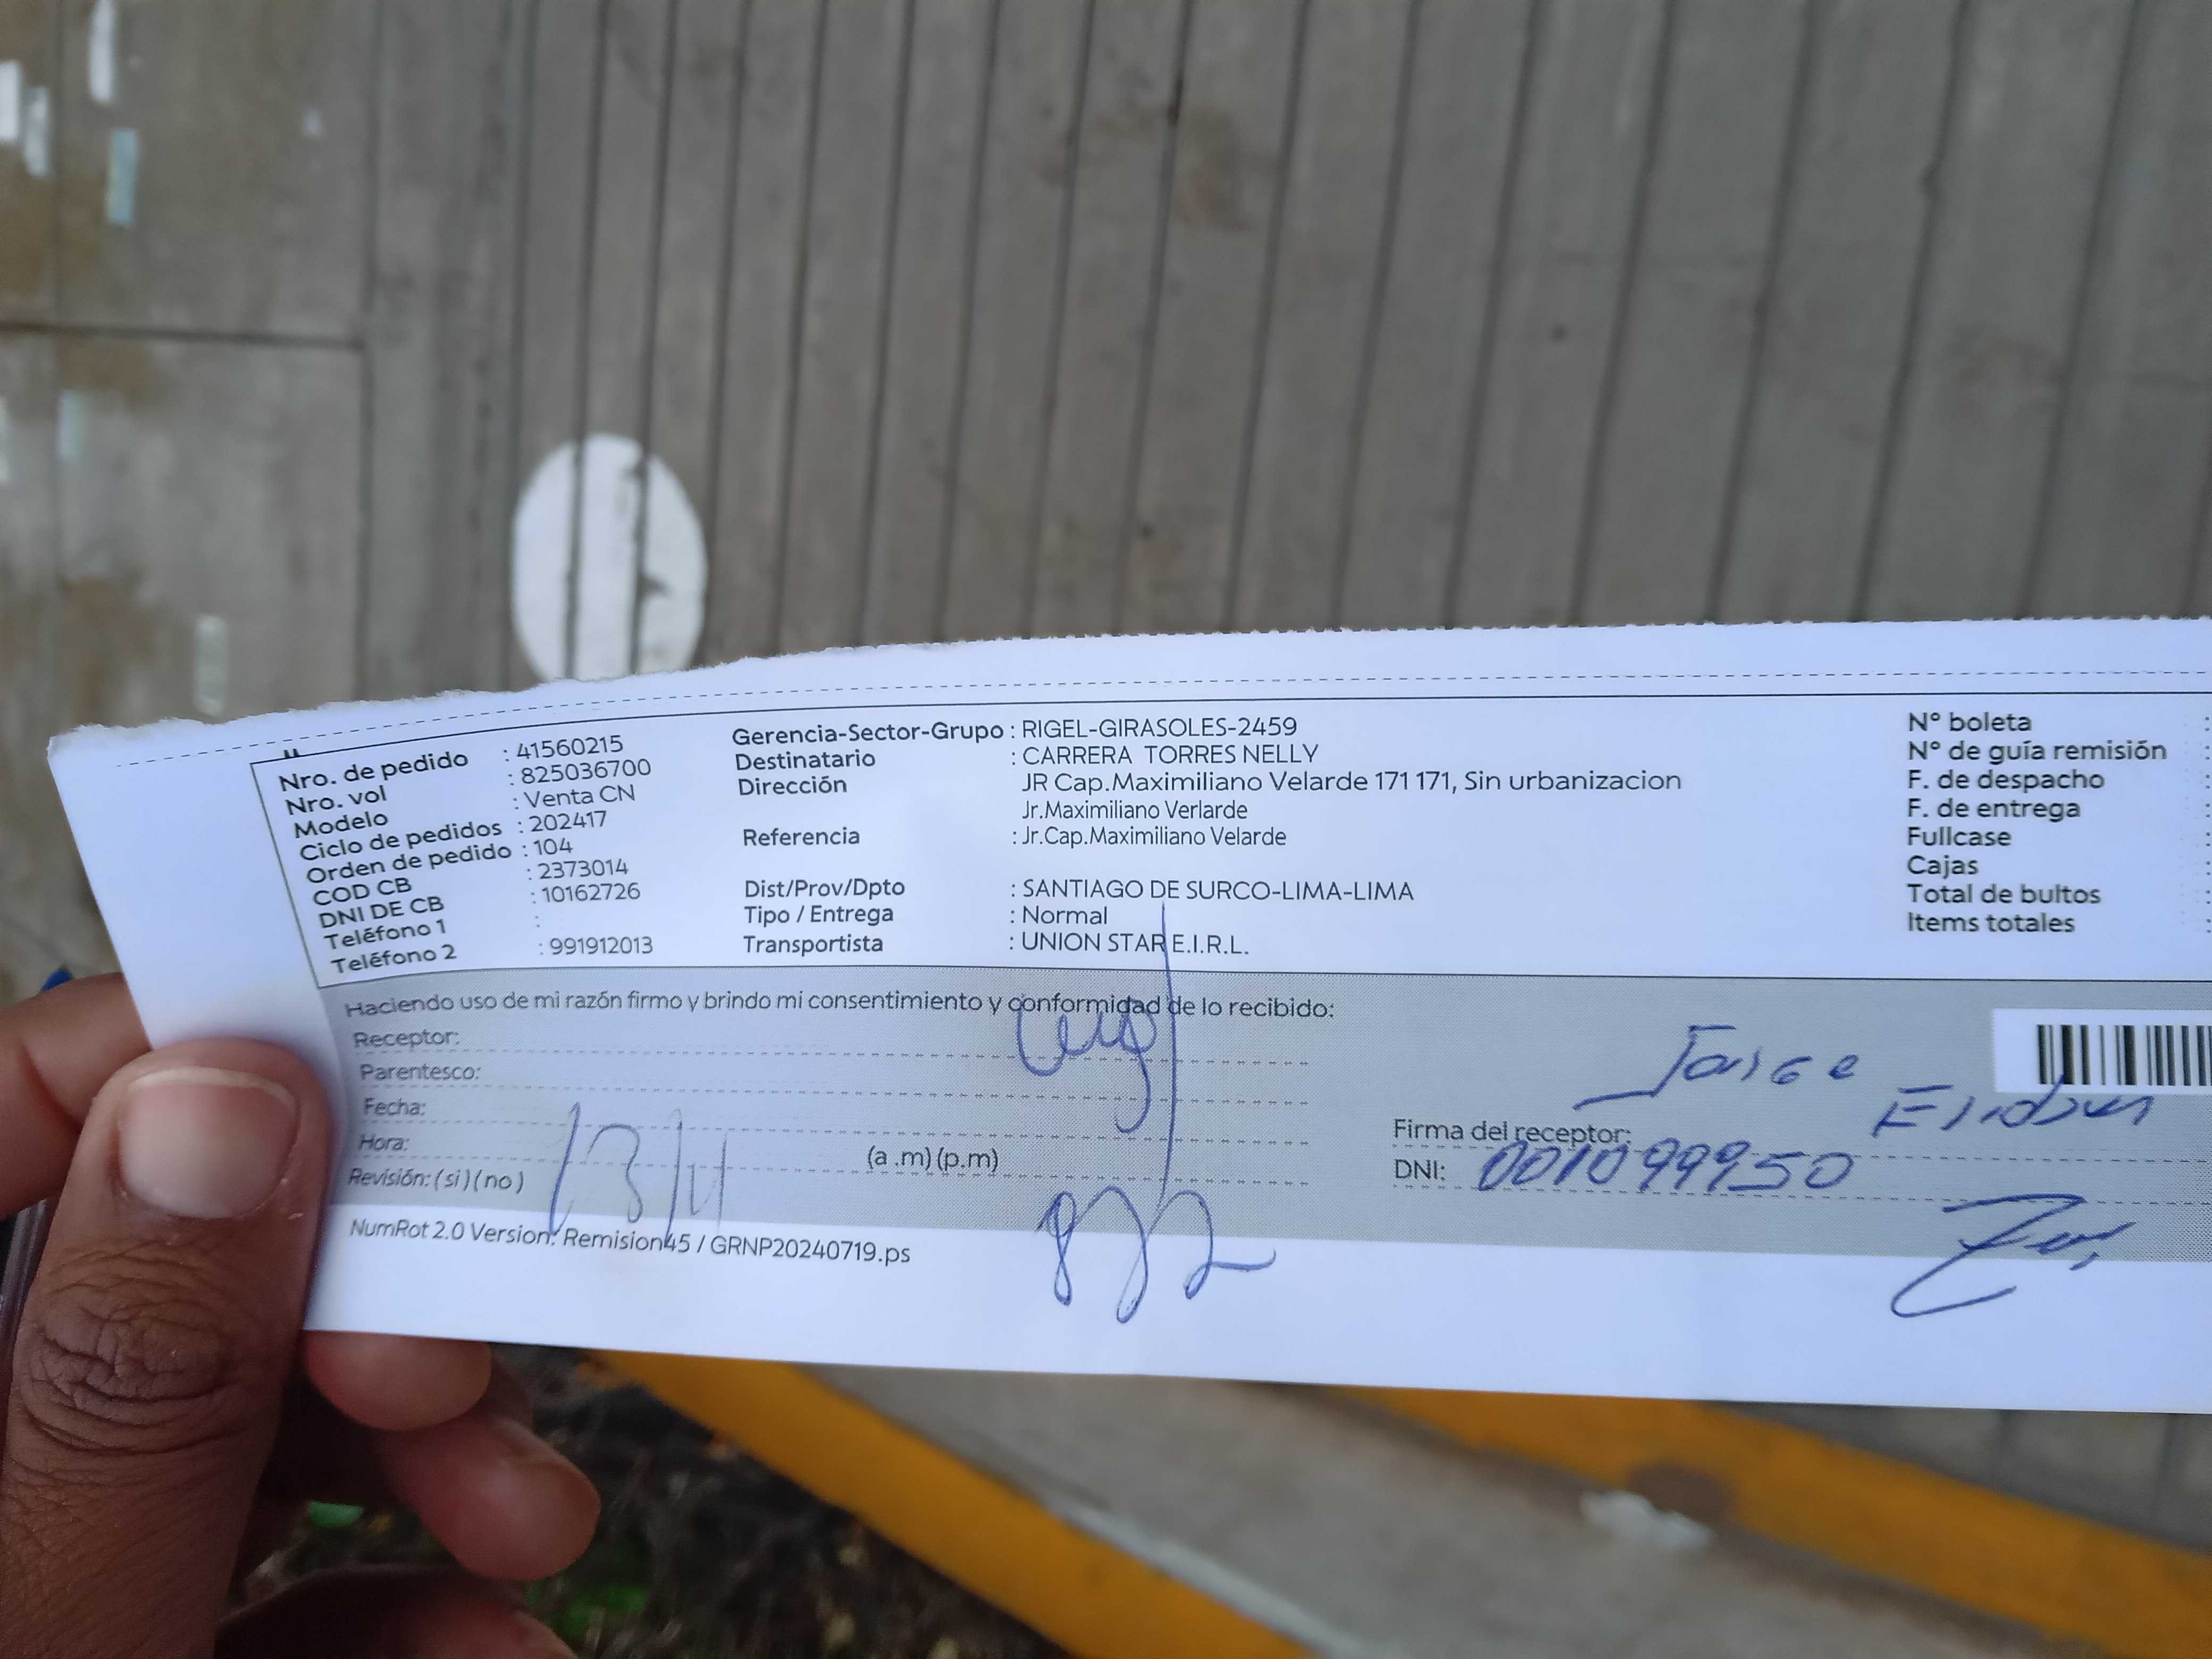 Nro. de pedido : 41560215
Nro. vol : 825036700
Modelo : Venta CN
Ciclo de pedidos : 202417
Orden de pedido : 104
COD CB : 2373014
DNI DE CB : 10162726
Teléfono 1 :
Teléfono 2 : 991912013
Gerencia-Sector-Grupo : RIGEL-GIRASOLES-2459
Destinatario : CARRERA TORRES NELLY
Dirección JR Cap.Maximiliano Velarde 171 171, Sin urbanizacion
Jr.Maximiliano Verlarde
Referencia : Jr.Cap.Maximiliano Velarde
Dist/Prov/Dpto : SANTIAGO DE SURCO-LIMA-LIMA
Tipo / Entrega : Normal
Transportista : UNION STAR E.I.R.L.
N° boleta :
N° de guía remisión :
F. de despacho :
F. de entrega :
Fullcase :
Cajas :
Total de bultos :
Items totales :
Haciendo uso de mi razón firmo y brindo mi consentimiento y conformidad de lo recibido:
Receptor:
Parentesco:
Fecha:
Hora: (a .m) (p.m)
Revisión: ( si ) ( no )
13/11
Jorge
Firma del receptor:
DNI: 001099950
NumRot 2.0 Version: Remision45 / GRNP20240719.ps